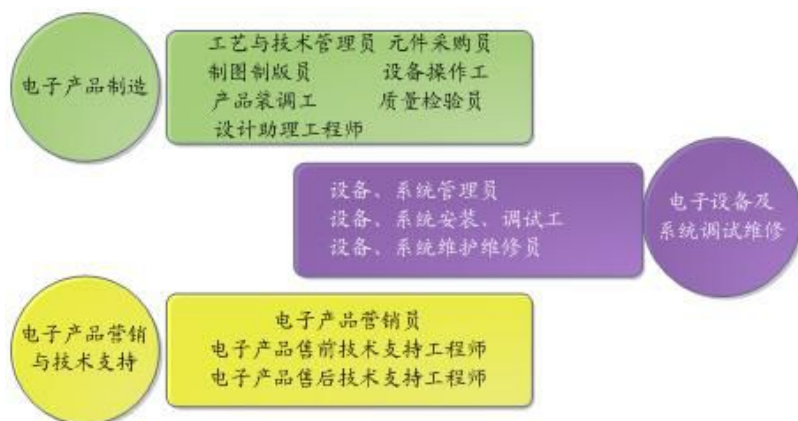 电子产品制造
工艺与技术管理员 元件采购员
制图制版员 设备操作工
产品装调工 质量检验员
设计助理工程师
设备、系统管理员
设备、系统安装、调试工
设备、系统维护维修员
电子设备及
系统调试维修
电子产品营销
与技术支持
电子产品营销员
电子产品售前技术支持工程师
电子产品售后技术支持工程师